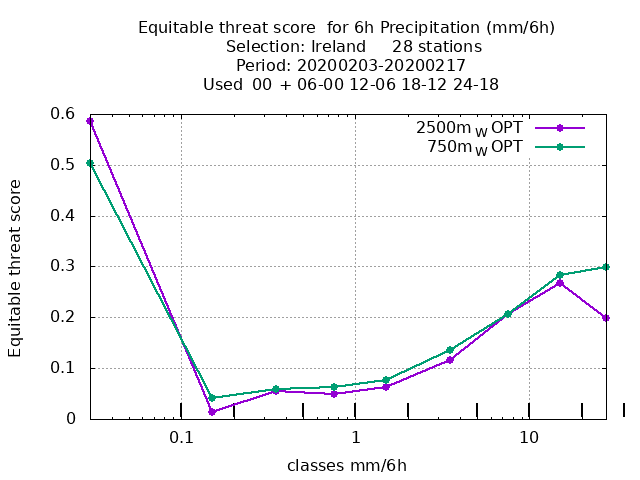 Equitable threat score  for 6h Precipitation (mm/6h)
Selection: Ireland     28 stations
Period: 20200203-20200217
Used  00  + 06-00 12-06 18-12 24-18
2500m W OPT
750m W OPT
Equitable threat score
0.6
0.5
0.4
0.3
0.2
0.1
0
0.1
1
10
classes mm/6h